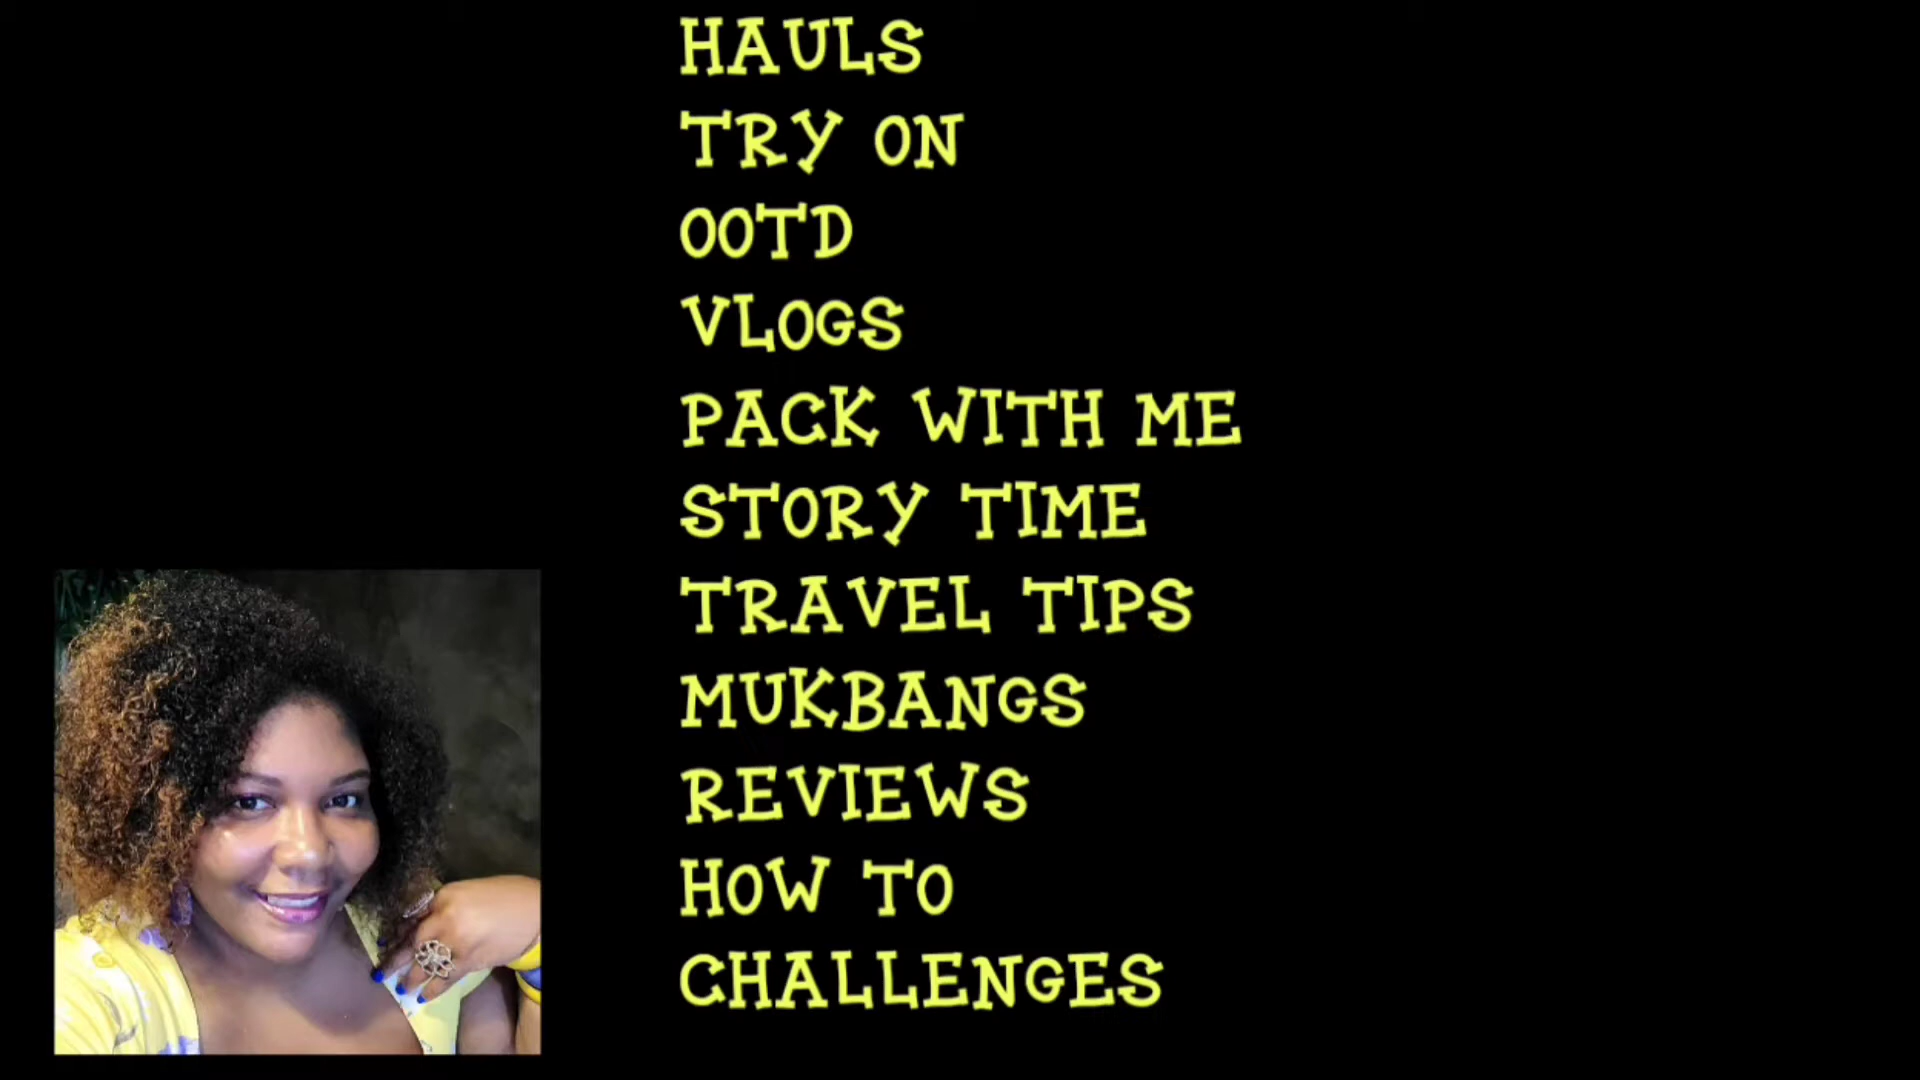 HAULS
TRY ON
OOTD
VLOGS
PACK WITH ME
STORY TIME
TRAVEL TIPS
MUKBANGS
REVIEWS
HOW TO
CHALLENGES